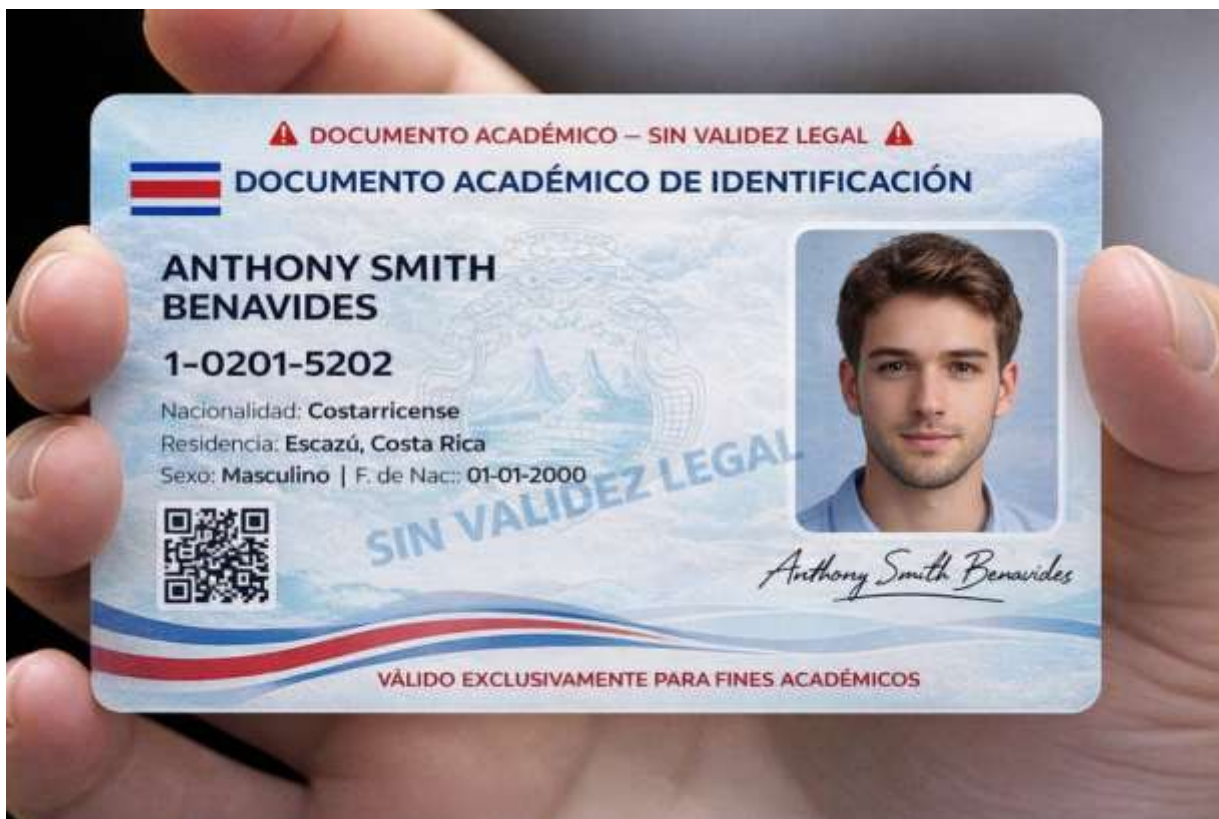 DOCUMENTO ACADÉMICO – SIN VALIDEZ LEGAL
DOCUMENTO ACADÉMICO DE IDENTIFICACIÓN
ANTHONY SMITH
BENAVIDES
1-0201-5202
Nacionalidad: Costarricense
Residencia: Escazú, Costa Rica
Sexo: Masculino | F. de Nac:: 01-01-2000
SIN VALIDEZ LEGAL
Anthony Smith Benavides
VÁLIDO EXCLUSIVAMENTE PARA FINES ACADÉMICOS